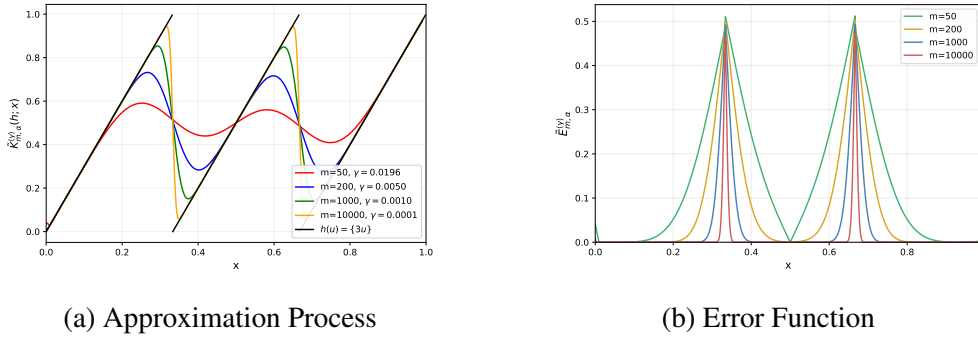 1.0
0.8
0.6
0.4
0.2
0.0
K̃^(γ)_m,α(h; x)
m=50, γ = 0.0196
m=200, γ = 0.0050
m=1000, γ = 0.0010
m=10000, γ = 0.0001
h(u) = {3u}
0.0 0.2 0.4 0.6 0.8 1.0
x
(a) Approximation Process
0.5
0.4
0.3
0.2
0.1
0.0
Ẽ^(γ)_m,α
m=50
m=200
m=1000
m=10000
0.0 0.2 0.4 0.6 0.8
x
(b) Error Function